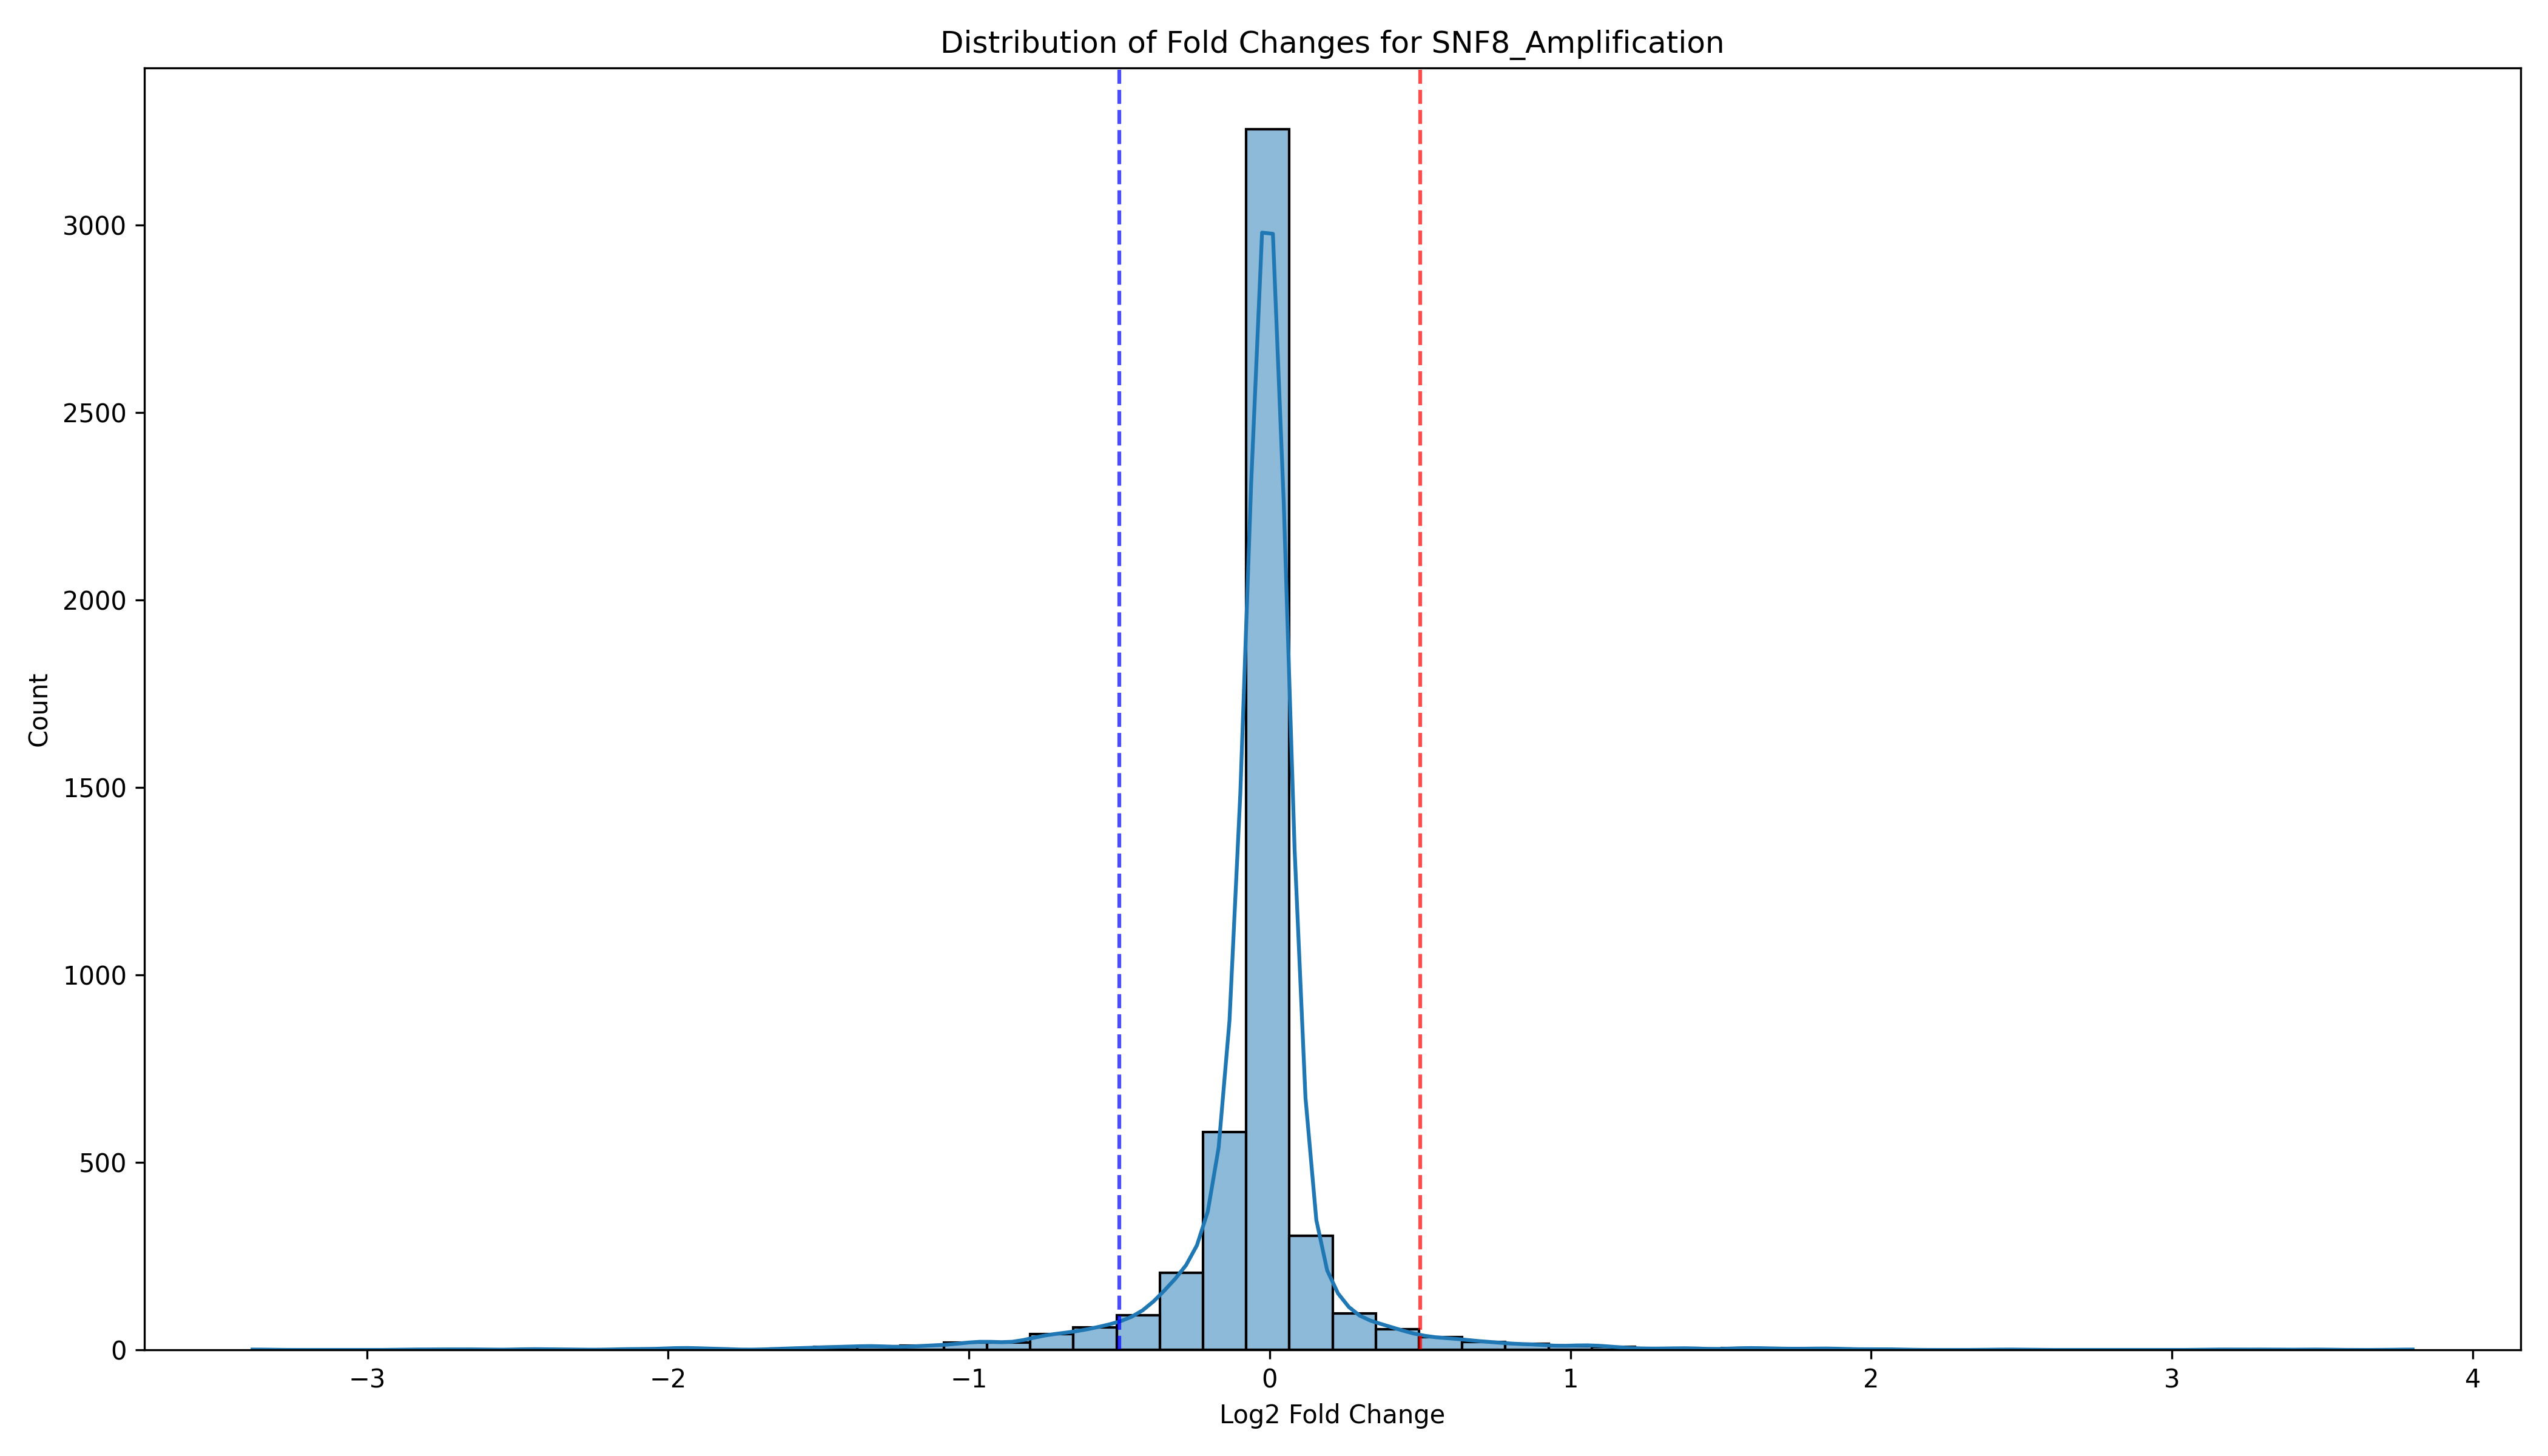 Distribution of Fold Changes for SNF8_Amplification
Count
3000
2500
2000
1500
1000
500
0
−3 −2 −1 0 1 2 3 4
Log2 Fold Change